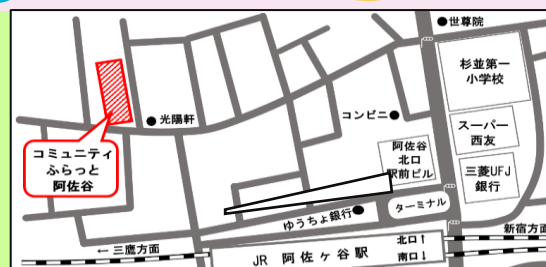 世尊院
杉並第一
小学校
光陽軒
コンビニ
スーパー
西友
阿佐谷
北口
駅前ビル
コミュニティ
ふらっと
阿佐谷
三菱UFJ
銀行
ゆうちょ銀行
ターミナル
← 三鷹方面
JR 阿佐ヶ谷駅
北口↑
南口↓
新宿方面